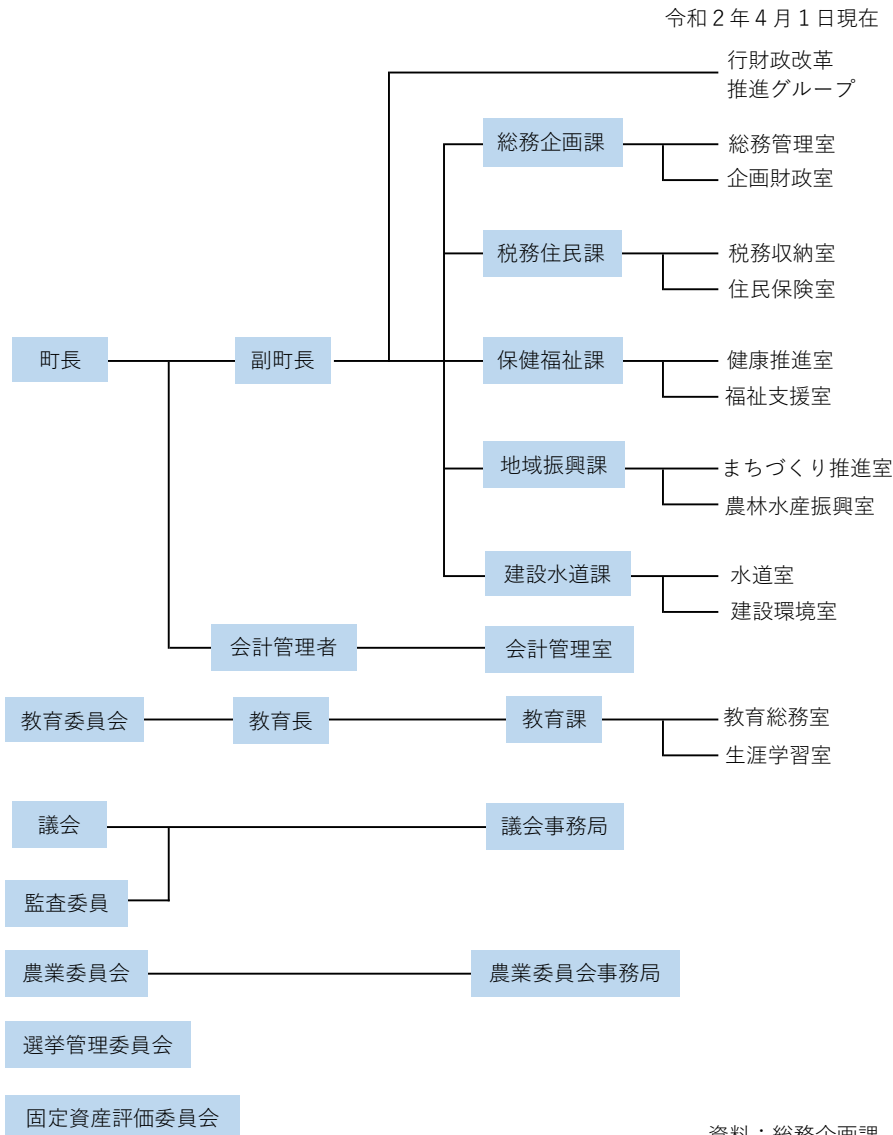 令和２年４月１日現在
行財政改革
推進グループ
総務企画課
総務管理室
企画財政室
税務住民課
税務収納室
住民保険室
町長
副町長
保健福祉課
健康推進室
福祉支援室
地域振興課
まちづくり推進室
農林水産振興室
建設水道課
水道室
建設環境室
会計管理者
会計管理室
教育委員会
教育長
教育課
教育総務室
生涯学習室
議会
議会事務局
監査委員
農業委員会
農業委員会事務局
選挙管理委員会
固定資産評価委員会
資料：総務企画課